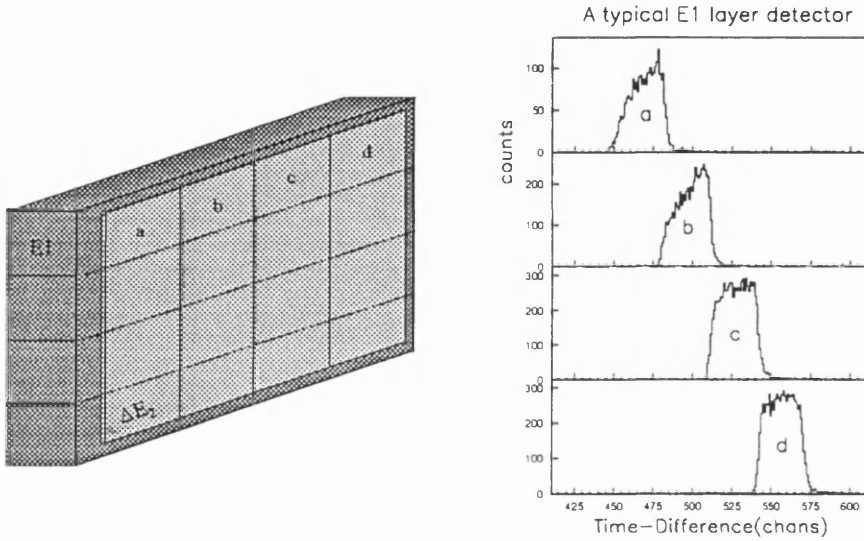 A typical E1 layer detector
E1
a
b
c
d
ΔE₂
counts
100
50
0
a
200
100
0
b
300
200
100
0
c
300
200
100
0
d
425 450 475 500 525 550 575 600
Time-Difference(chans)